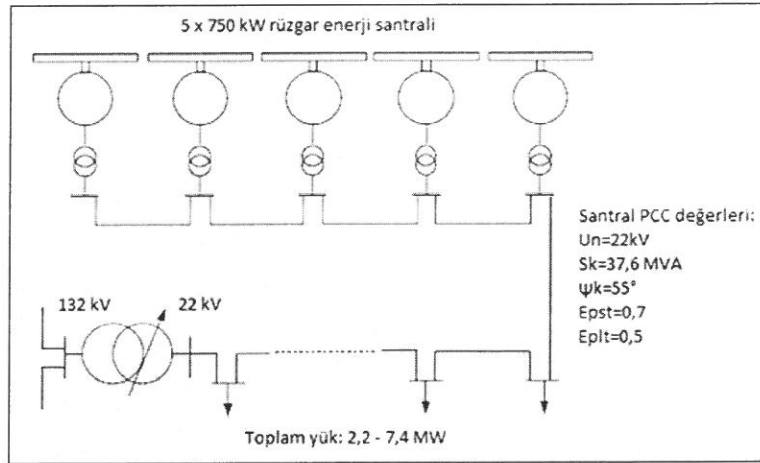 5 x 750 kW rüzgar enerji santrali
Santral PCC değerleri:
Un=22kV
Sk=37,6 MVA
Ψk=55°
Epst=0,7
Eplt=0,5
132 kV
22 kV
Toplam yük: 2,2 - 7,4 MW